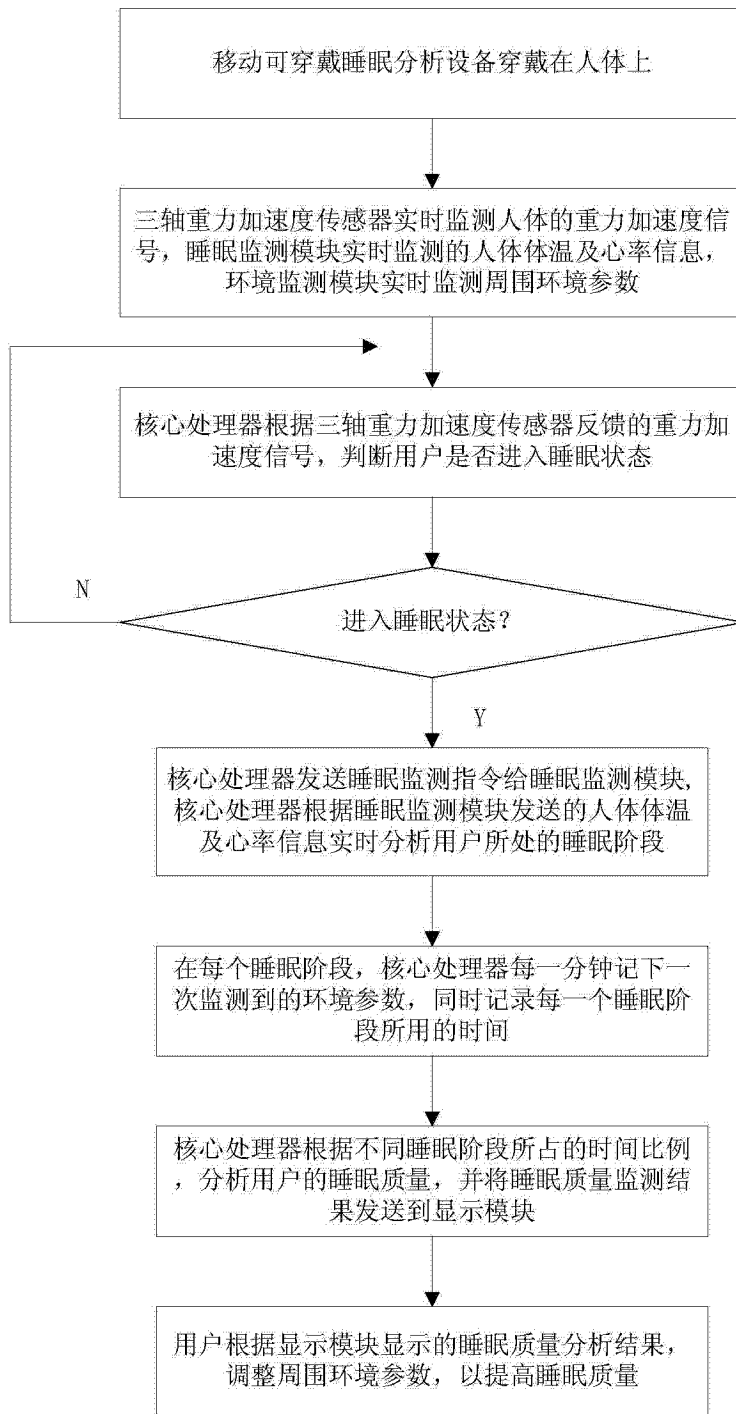 移动可穿戴睡眠分析设备穿戴在人体上
三轴重力加速度传感器实时监测人体的重力加速度信
号，睡眠监测模块实时监测的人体体温及心率信息，
环境监测模块实时监测周围环境参数
核心处理器根据三轴重力加速度传感器反馈的重力加
速度信号，判断用户是否进入睡眠状态
N
进入睡眠状态？
Y
核心处理器发送睡眠监测指令给睡眠监测模块,
核心处理器根据睡眠监测模块发送的人体体温
及心率信息实时分析用户所处的睡眠阶段
在每个睡眠阶段，核心处理器每一分钟记下一
次监测到的环境参数，同时记录每一个睡眠阶
段所用的时间
核心处理器根据不同睡眠阶段所占的时间比例
，分析用户的睡眠质量，并将睡眠质量监测结
果发送到显示模块
用户根据显示模块显示的睡眠质量分析结果，
调整周围环境参数，以提高睡眠质量